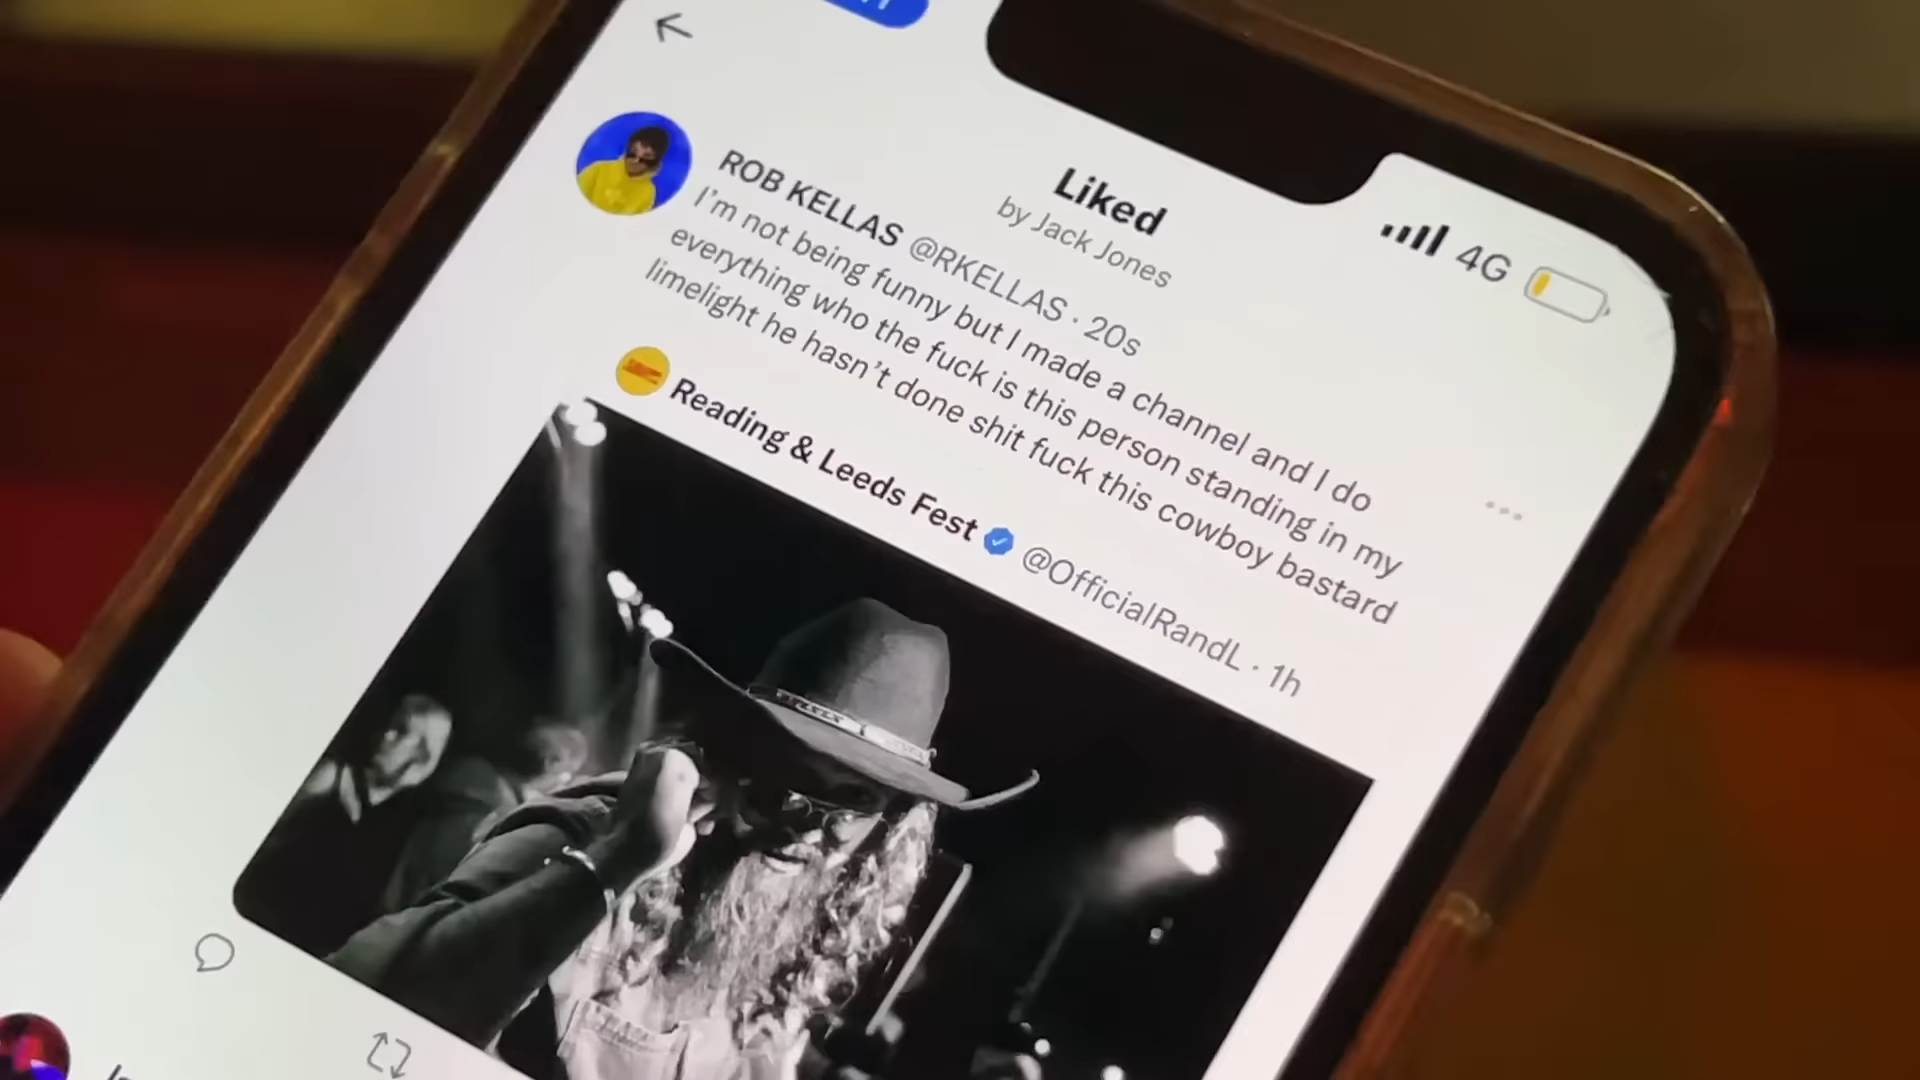 Liked
by Jack Jones
4G
ROB KELLAS @RKELLAS · 20s
I'm not being funny but I made a channel and I do
everything who the fuck is this person standing in my
limelight he hasn't done shit fuck this cowboy bastard
Reading & Leeds Fest @OfficialRandL · 1h